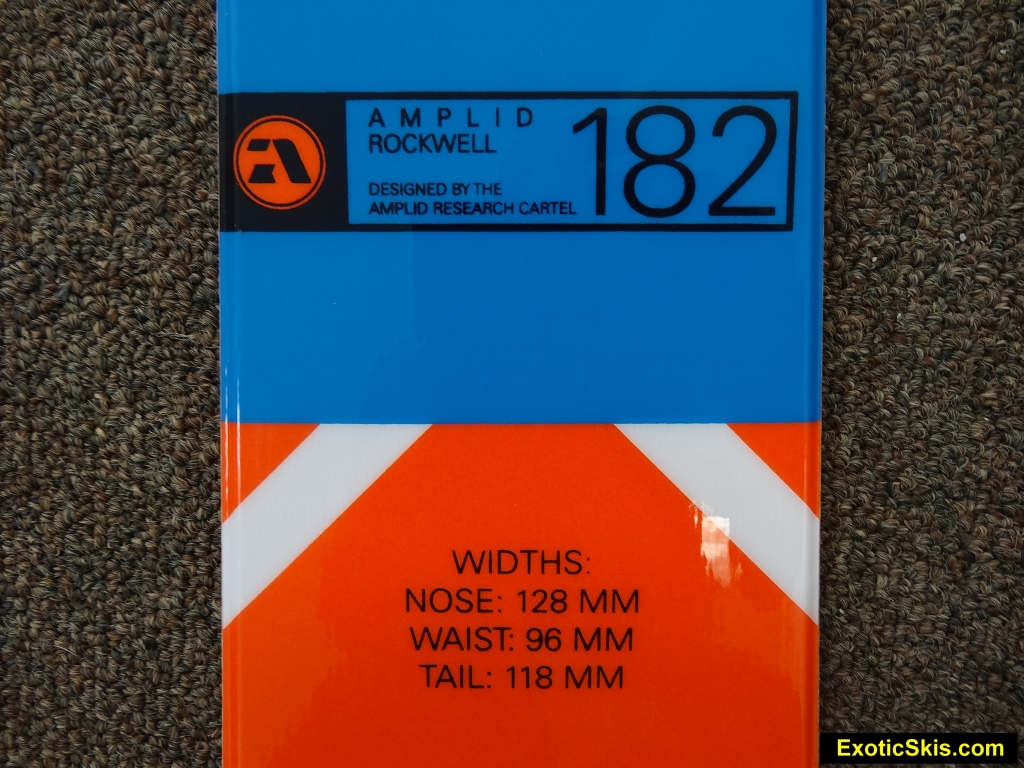 AMPLID
ROCKWELL
182
DESIGNED BY THE
AMPLID RESEARCH CARTEL
WIDTHS:
NOSE: 128 MM
WAIST: 96 MM
TAIL: 118 MM
ExoticSkis.com